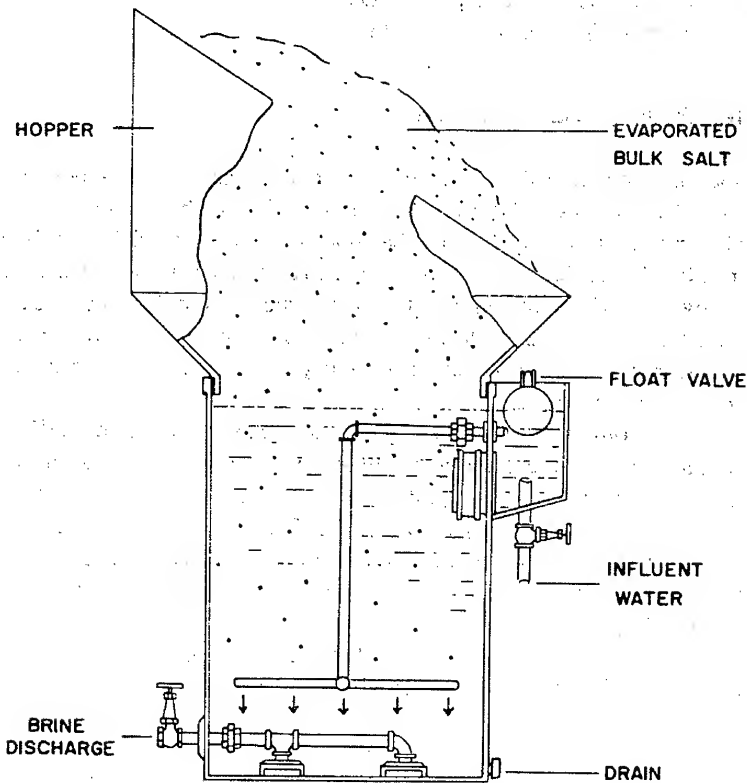 HOPPER
EVAPORATED
BULK SALT
FLOAT VALVE
INFLUENT
WATER
BRINE
DISCHARGE
DRAIN